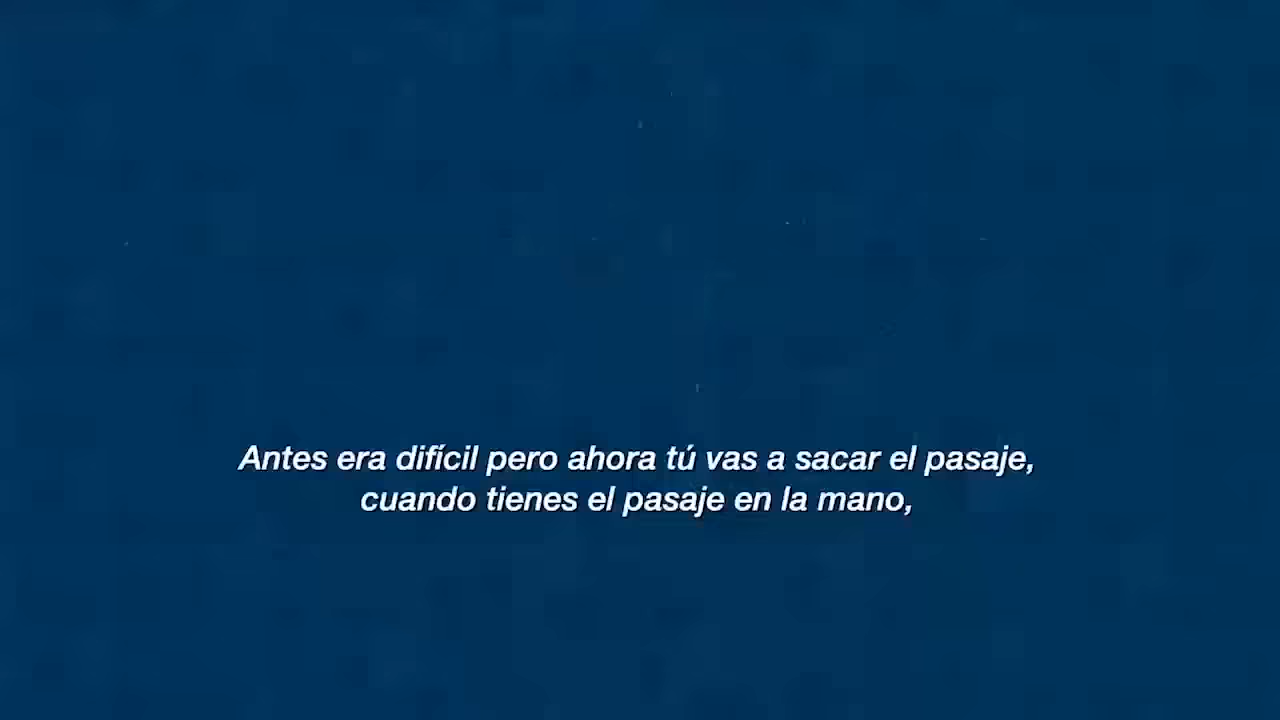 Antes era difícil pero ahora tú vas a sacar el pasaje,
cuando tienes el pasaje en la mano,